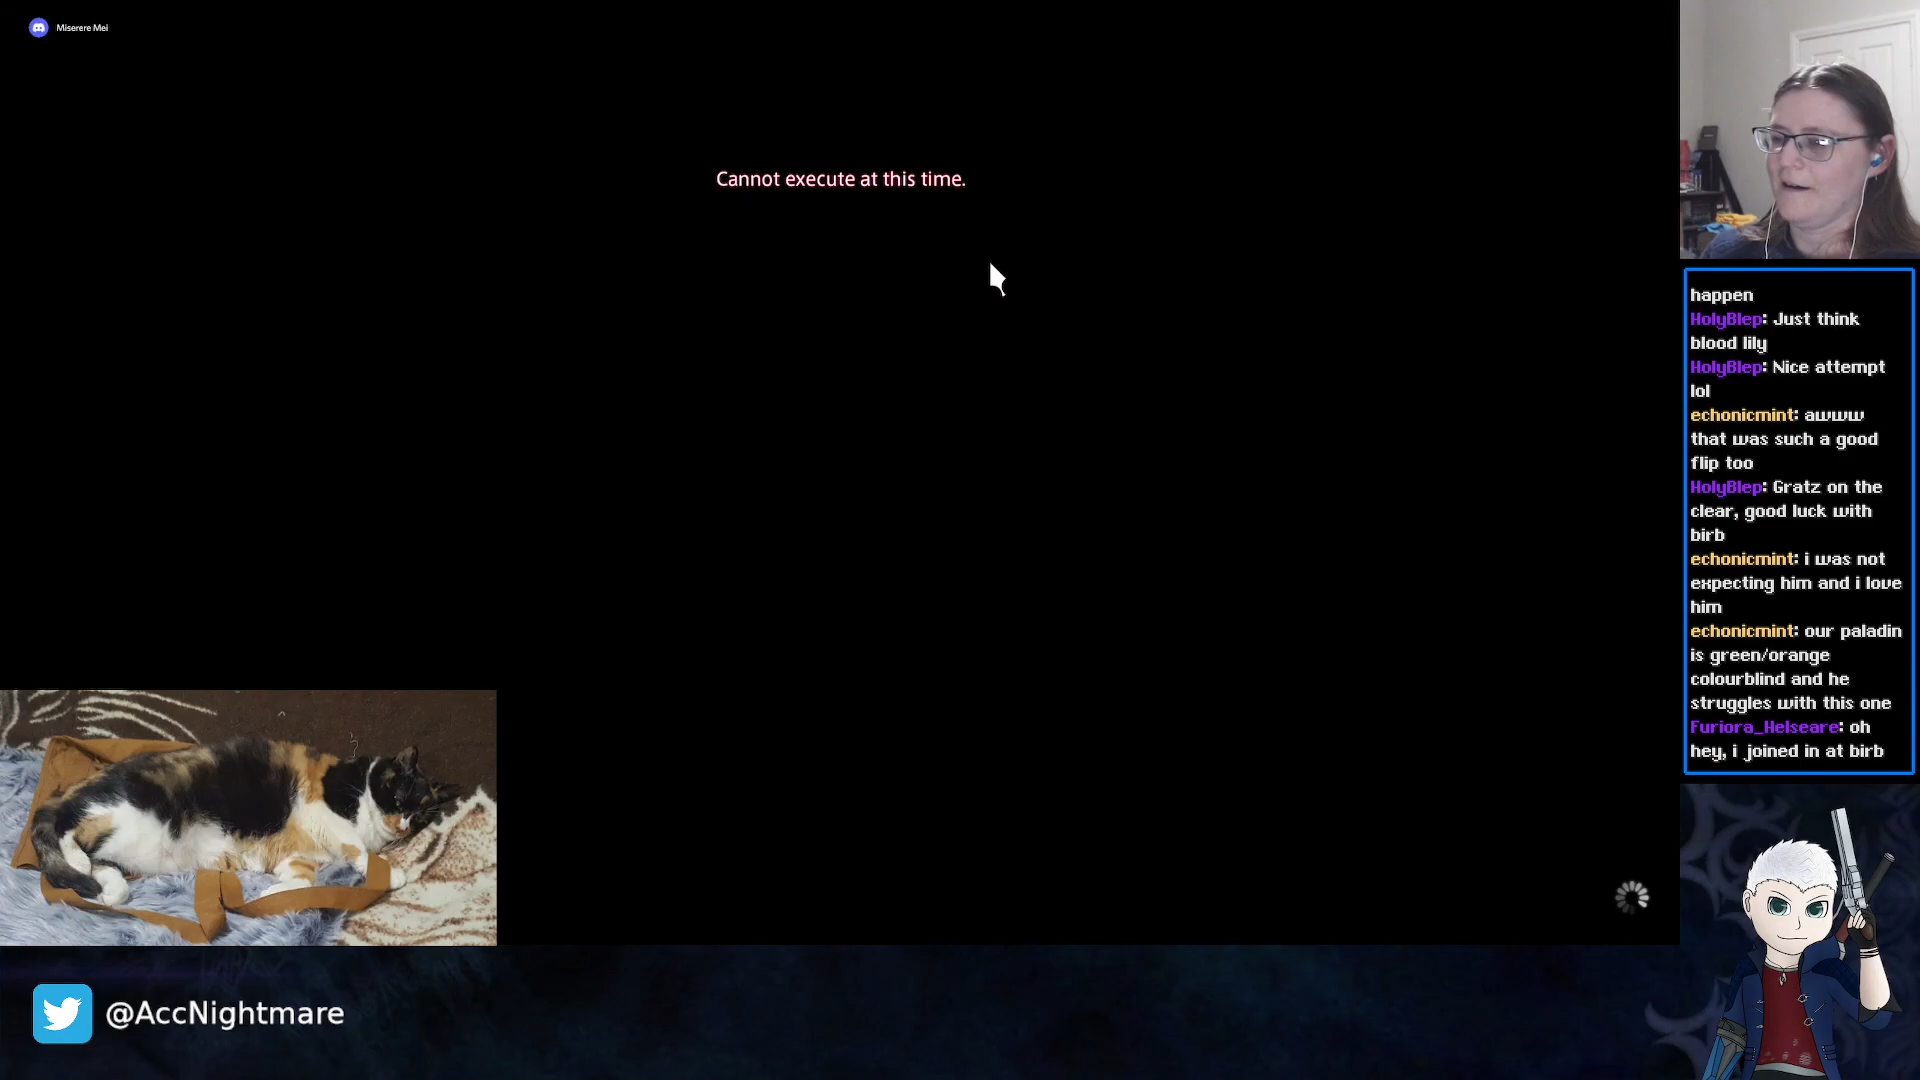 Miserere Mei
Cannot execute at this time.
happen
HolyBlep: Just think
blood lily
HolyBlep: Nice attempt
lol
echonicmint: awww
that was such a good
flip too
HolyBlep: Gratz on the
clear, good luck with
birb
echonicmint: i was not
expecting him and i love
him
echonicmint: our paladin
is green/orange
colourblind and he
struggles with this one
Furiora_Helseare: oh
hey, i joined in at birb
@AccNightmare